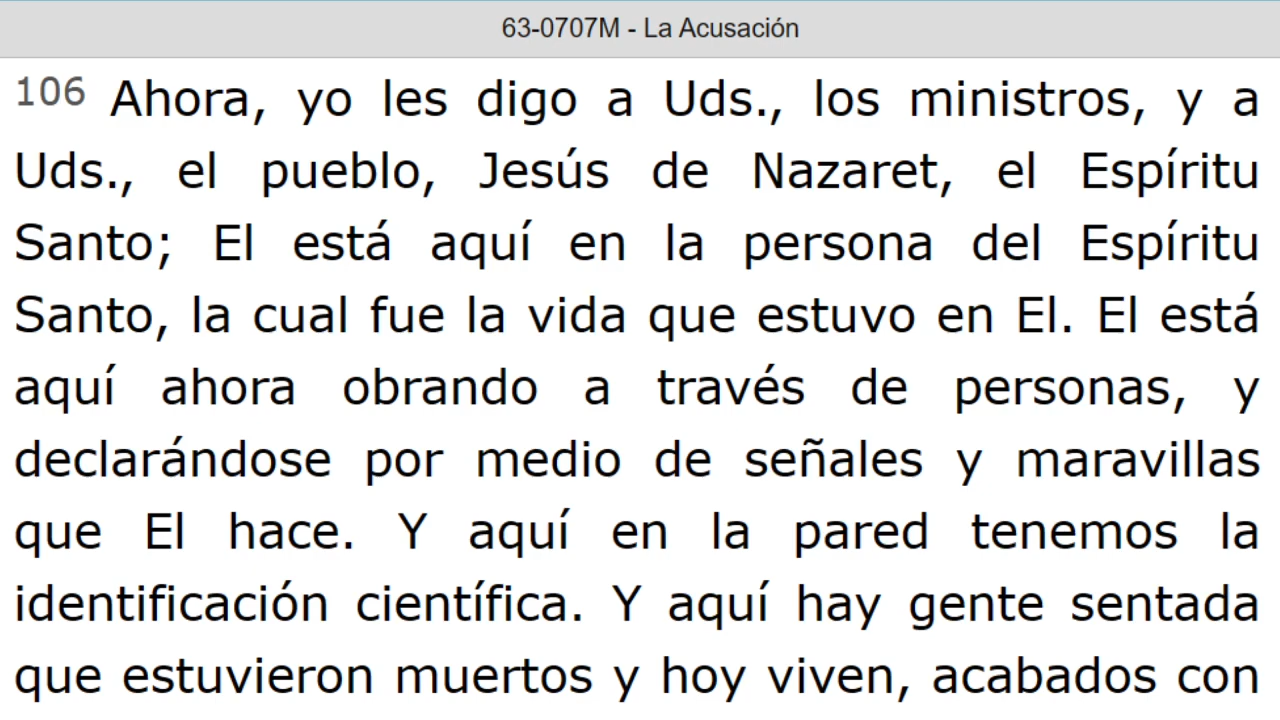 63-0707M - La Acusación
106 Ahora, yo les digo a Uds., los ministros, y a
Uds., el pueblo, Jesús de Nazaret, el Espíritu
Santo; El está aquí en la persona del Espíritu
Santo, la cual fue la vida que estuvo en El. El está
aquí ahora obrando a través de personas, y
declarándose por medio de señales y maravillas
que El hace. Y aquí en la pared tenemos la
identificación científica. Y aquí hay gente sentada
que estuvieron muertos y hoy viven, acabados con